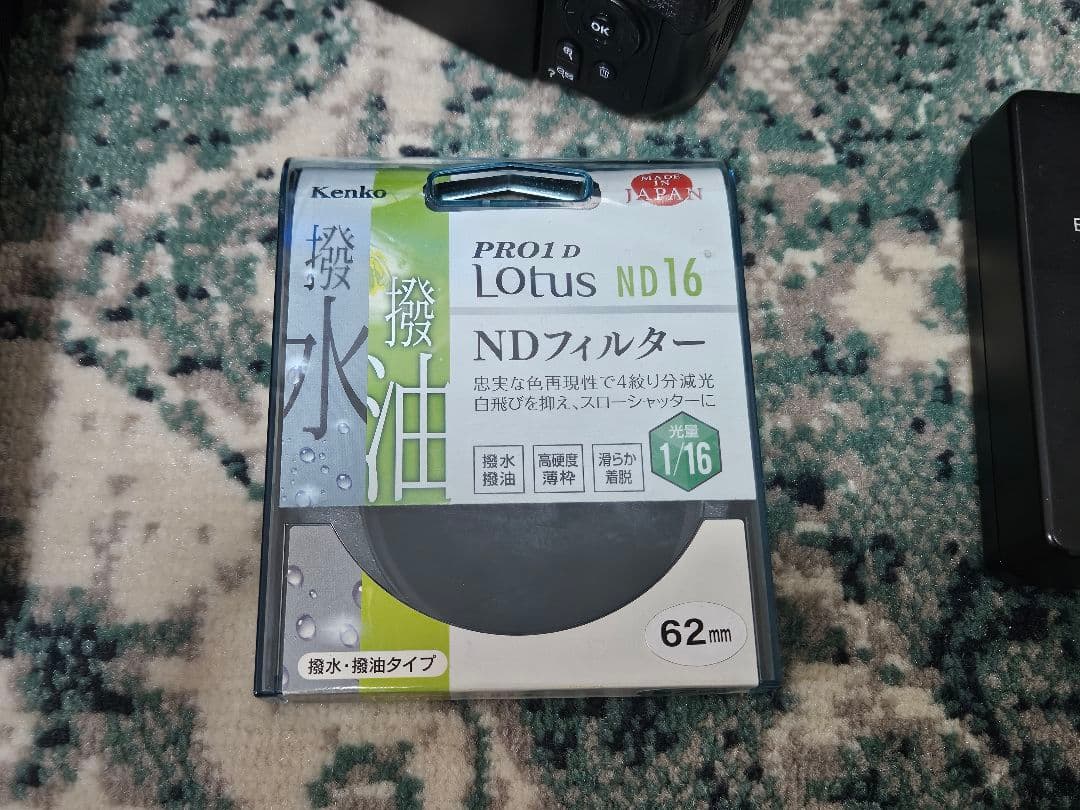 OK
?
Kenko
MADE
IN
JAPAN
撥水
撥油
PRO1 D
LOtus ND16
NDフィルター
忠実な色再現性で4絞り分減光
白飛びを抑え、スローシャッターに
撥水
撥油
高硬度
薄枠
滑らか
着脱
光量
1/16
62mm
撥水・撥油タイプ